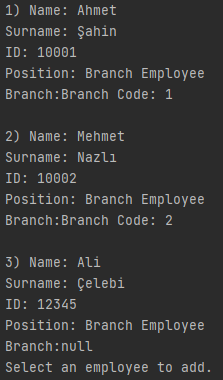 1) Name: Ahmet
Surname: Şahin
ID: 10001
Position: Branch Employee
Branch:Branch Code: 1
2) Name: Mehmet
Surname: Nazlı
ID: 10002
Position: Branch Employee
Branch:Branch Code: 2
3) Name: Ali
Surname: Çelebi
ID: 12345
Position: Branch Employee
Branch:null
Select an employee to add.